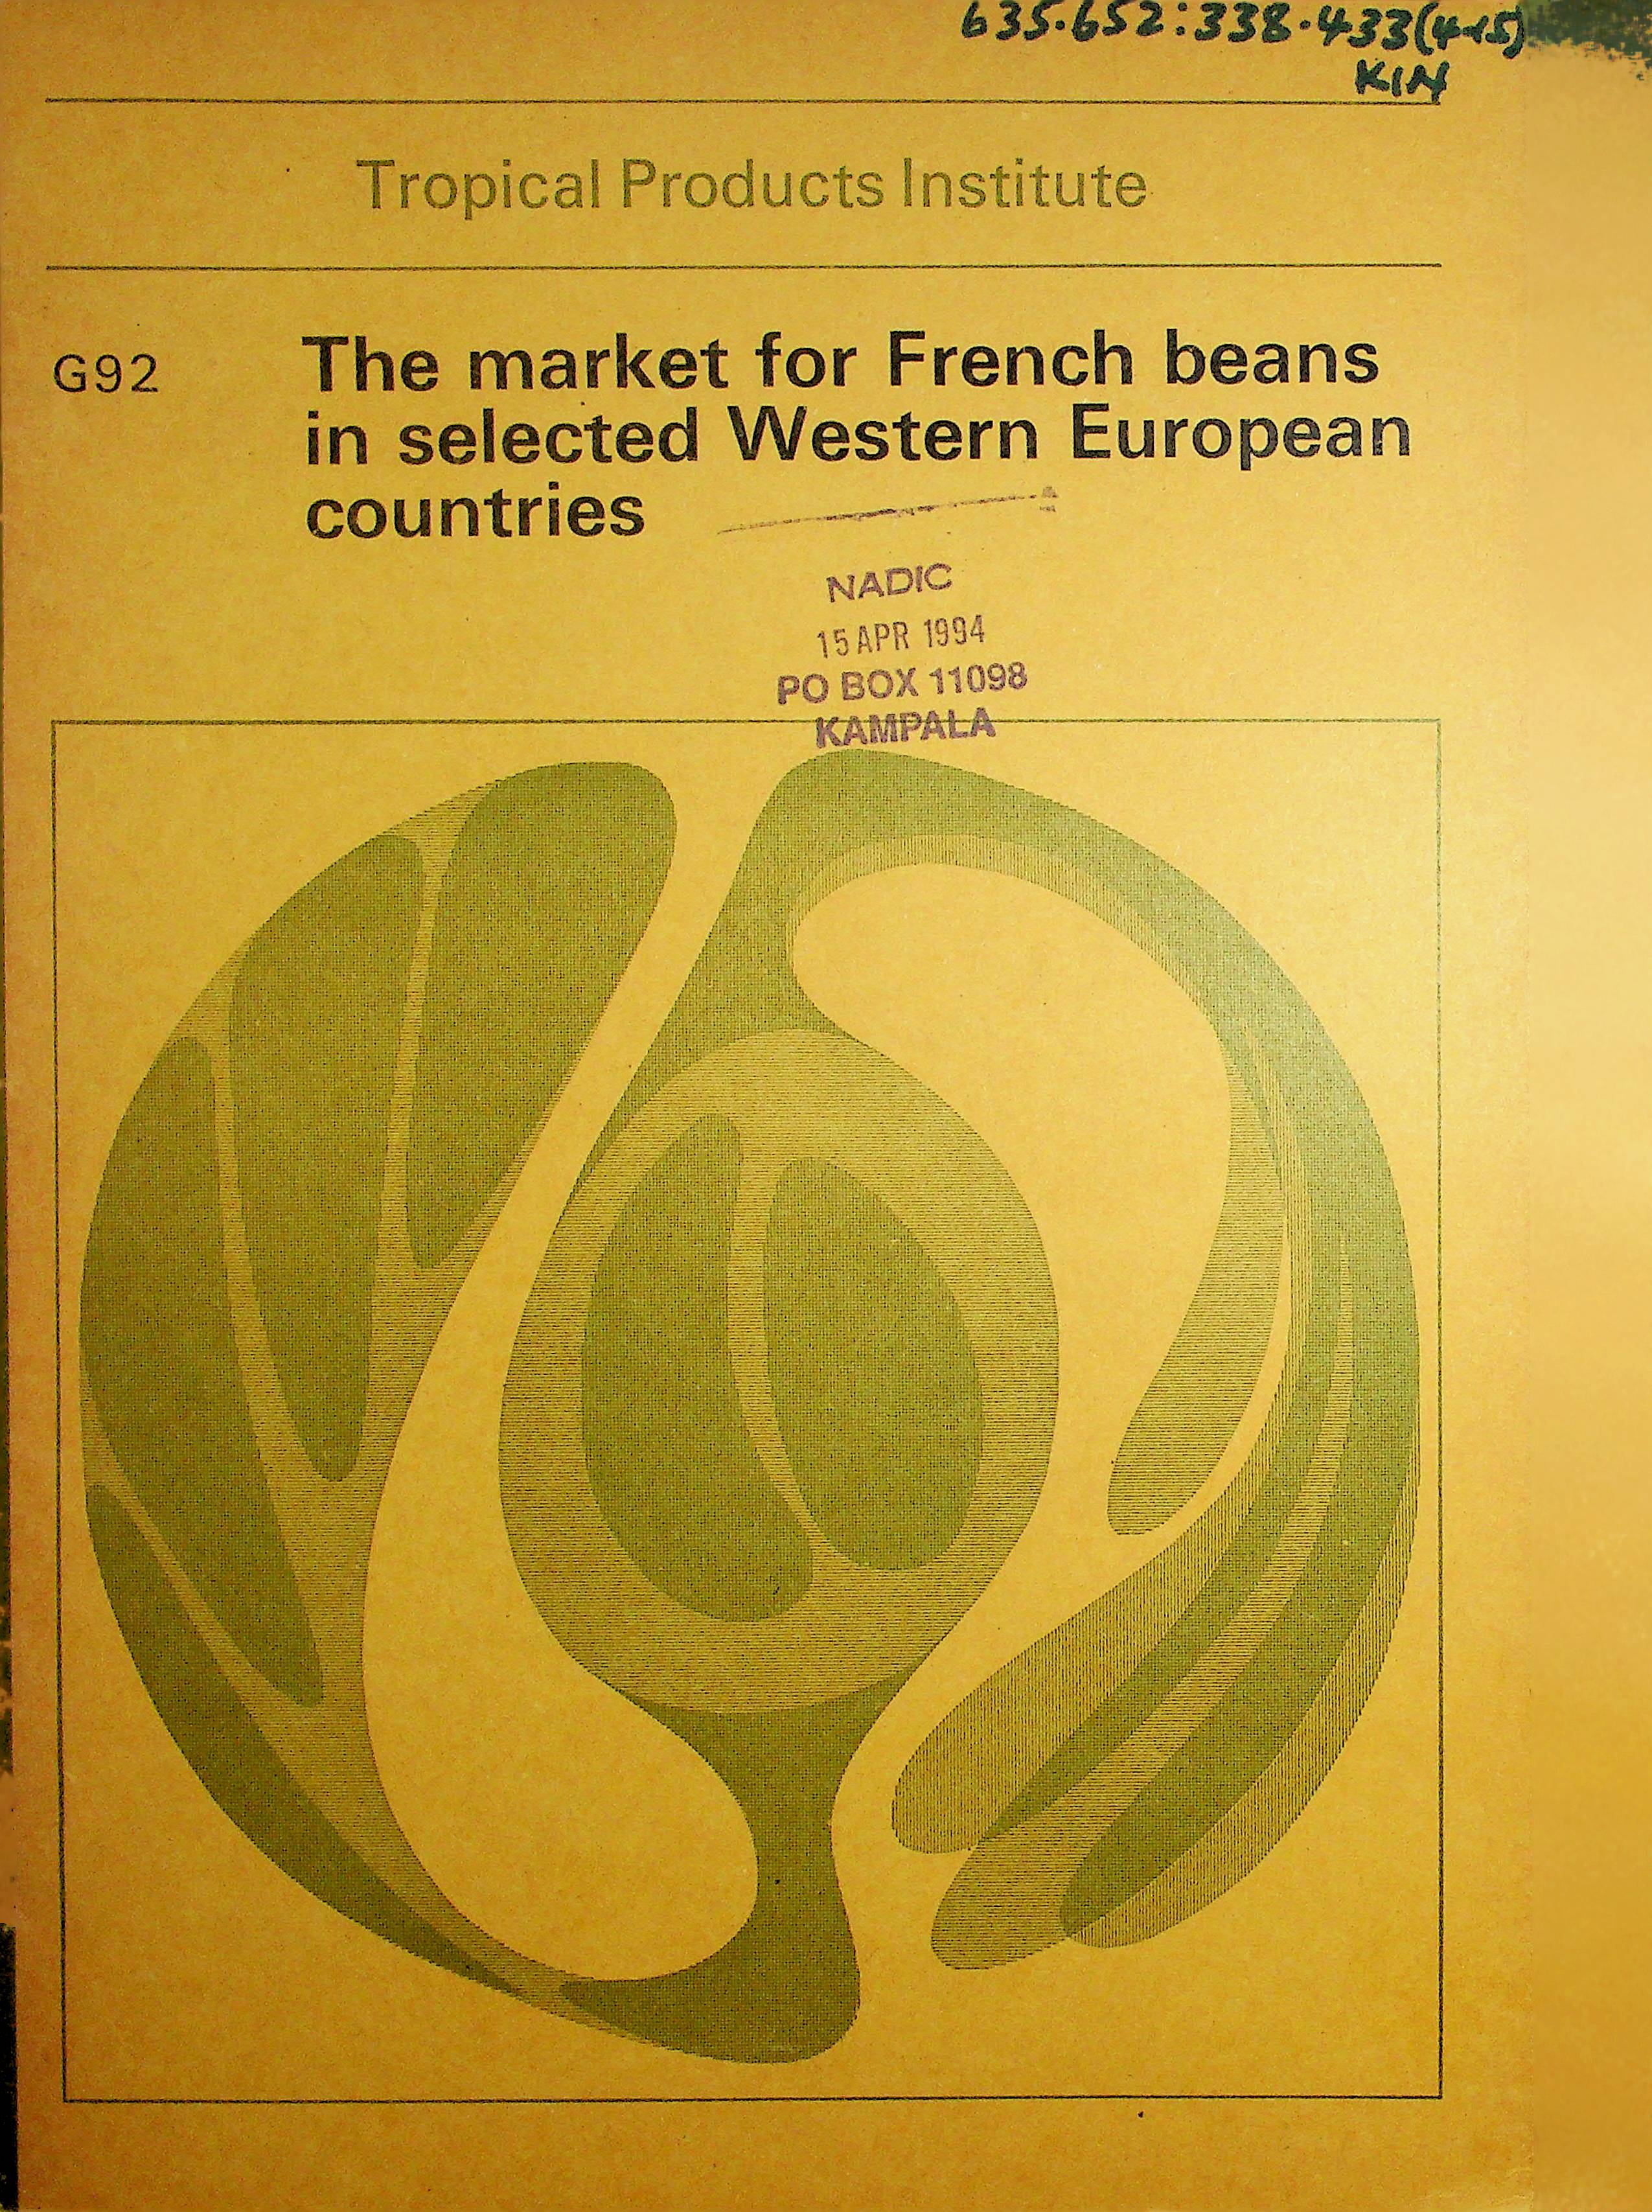 635.652:338.433(4-15)
KIN
Tropical Products Institute
G92
The market for French beans
in selected Western European
countries
NADIC
15 APR 1994
PO BOX 11098
KAMPALA